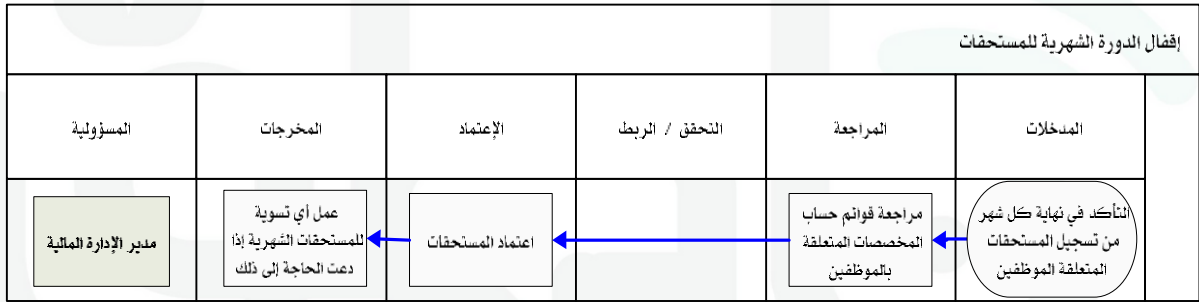 إقفال الدورة الشهرية للمستحقات
المدخلات
المراجعة
التحقق / الربط
الإعتماد
المخرجات
المسؤولية
التأكد في نهاية كل شهر
من تسجيل المستحقات
المتعلقة الموظفين
مراجعة قوائم حساب
المخصصات المتعلقة
بالموظفين
اعتماد المستحقات
عمل أي تسوية
للمستحقات الشهرية إذا
دعت الحاجة إلى ذلك
مدير الإدارة المالية